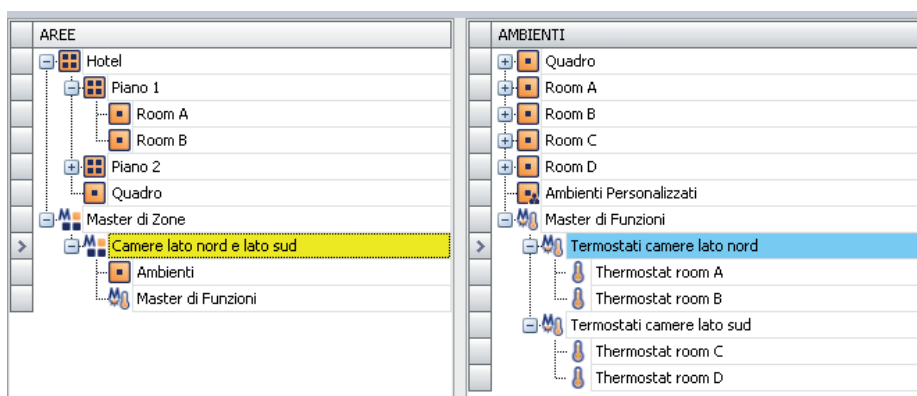 AREE
Hotel
Piano 1
Room A
Room B
Piano 2
Quadro
Master di Zone
Camere lato nord e lato sud
Ambienti
Master di Funzioni
AMBIENTI
Quadro
Room A
Room B
Room C
Room D
Ambienti Personalizzati
Master di Funzioni
Termostati camere lato nord
Thermostat room A
Thermostat room B
Termostati camere lato sud
Thermostat room C
Thermostat room D